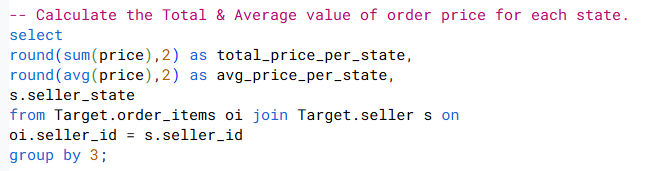 -- Calculate the Total & Average value of order price for each state.
select
round(sum(price),2) as total_price_per_state,
round(avg(price),2) as avg_price_per_state,
s.seller_state
from Target.order_items oi join Target.seller s on
oi.seller_id = s.seller_id
group by 3;